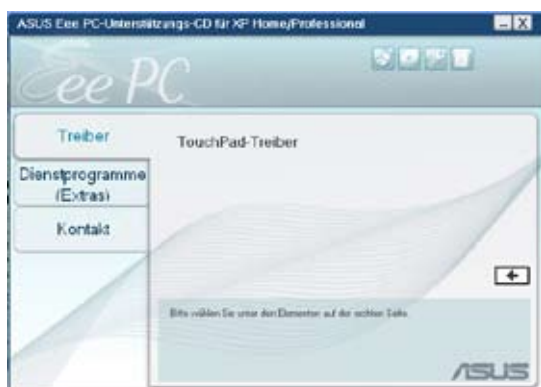 ASUS Eee PC-Unterstützungs-CD für XP Home/Professional
Eee PC
Treiber
TouchPad-Treiber
Dienstprogramme
(Extras)
Kontakt
Bitte wählen Sie unter den Elementen auf der rechten Seite.
ASUS